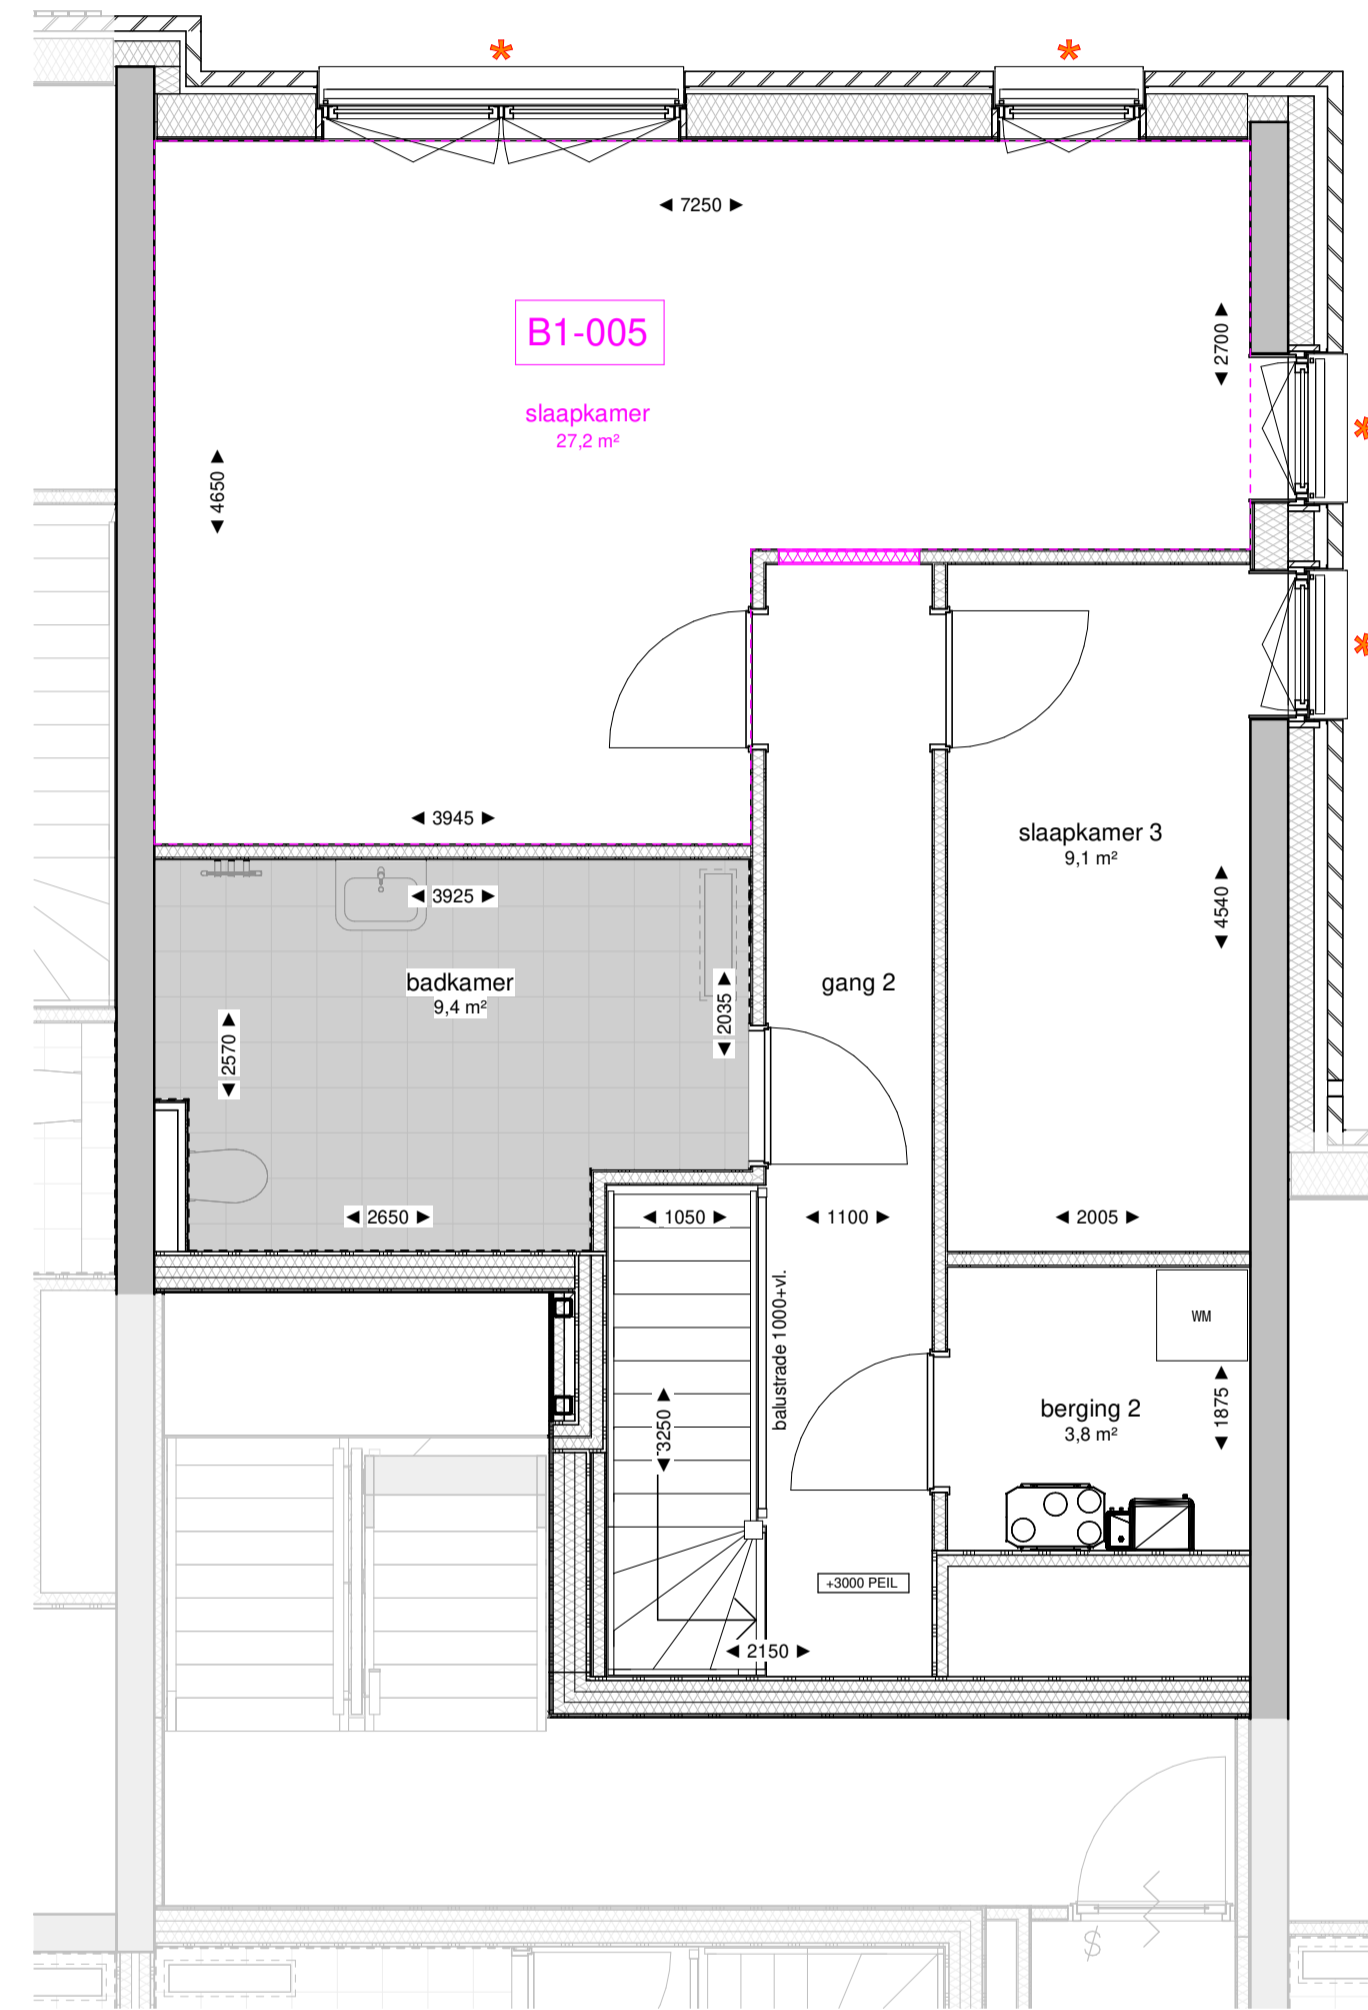 *
*
7250
B1-005
2700
slaapkamer
27,2 m²
*
4650
*
3945
slaapkamer 3
9,1 m²
3925
4540
badkamer
9,4 m²
gang 2
2035
2570
2650
1050
1100
2005
balustrade 1000+vl.
WM
3250
berging 2
3,8 m²
1875
+3000 PEIL
2150
$